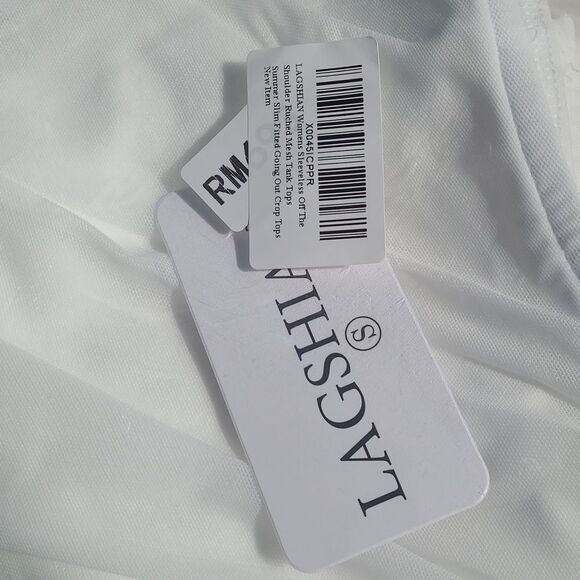 X0045ICPPR
LAGSHIAN Womens Sleeveless Off The
Shoulder Ruched Mesh Tank Tops
Summer Slim Fitted Going Out Crop Tops
New Item
LAGSHIA
S